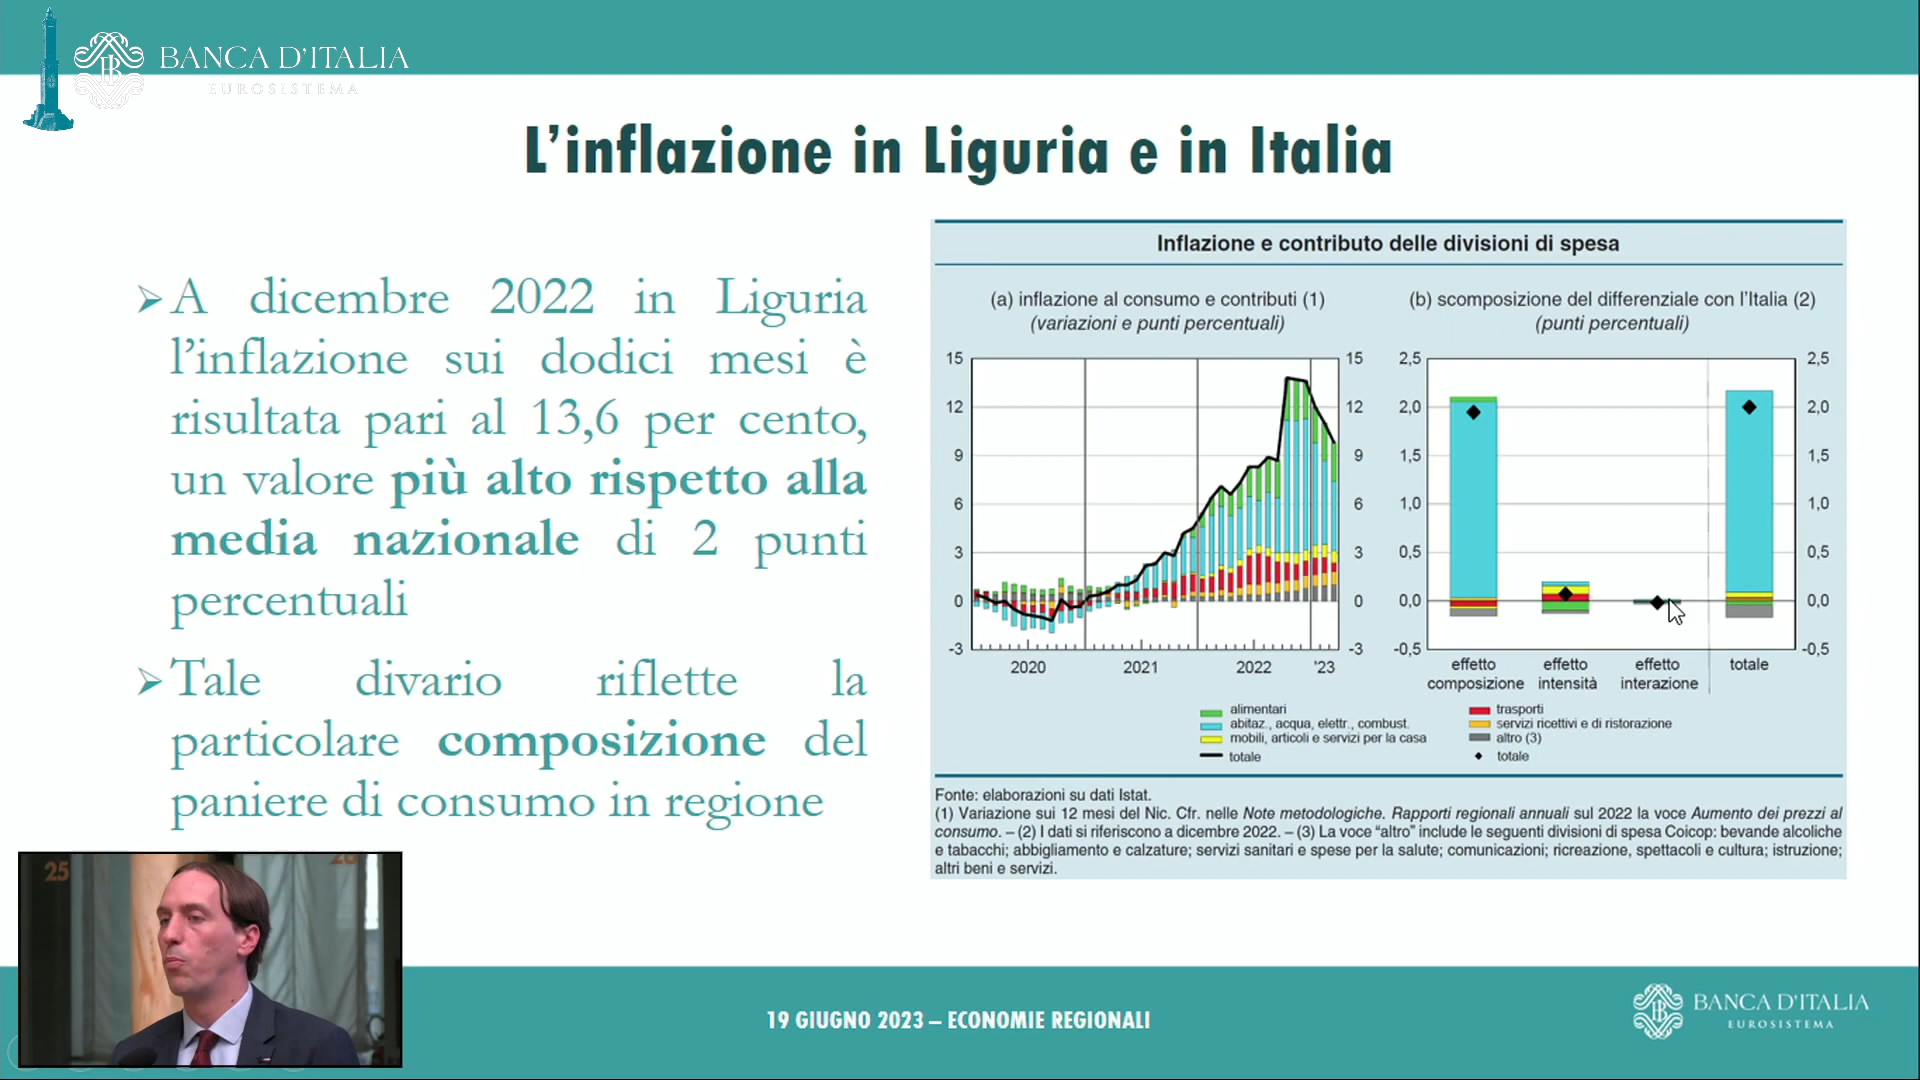 BANCA D'ITALIA
EUROSISTEMA
L'inflazione in Liguria e in Italia
➢A dicembre 2022 in Liguria
l'inflazione sui dodici mesi è
risultata pari al 13,6 per cento,
un valore più alto rispetto alla
media nazionale di 2 punti
percentuali
➢Tale divario riflette la
particolare composizione del
paniere di consumo in regione
Inflazione e contributo delle divisioni di spesa
(a) inflazione al consumo e contributi (1)
(variazioni e punti percentuali)
15 15
12 12
9 9
6 6
3 3
0 0
-3 -3
2020 2021 2022 '23
(b) scomposizione del differenziale con l'Italia (2)
(punti percentuali)
2,5 2,5
2,0 2,0
1,5 1,5
1,0 1,0
0,5 0,5
0,0 0,0
-0,5 -0,5
effetto effetto effetto totale
composizione intensità interazione
alimentari
abitaz., acqua, elettr., combust.
mobili, articoli e servizi per la casa
totale
trasporti
servizi ricettivi e di ristorazione
altro (3)
totale
Fonte: elaborazioni su dati Istat.
(1) Variazione sui 12 mesi del Nic. Cfr. nelle Note metodologiche. Rapporti regionali annuali sul 2022 la voce Aumento dei prezzi al
consumo. – (2) I dati si riferiscono a dicembre 2022. – (3) La voce “altro” include le seguenti divisioni di spesa Coicop: bevande alcoliche
e tabacchi; abbigliamento e calzature; servizi sanitari e spese per la salute; comunicazioni; ricreazione, spettacoli e cultura; istruzione;
altri beni e servizi.
25
19 GIUGNO 2023 – ECONOMIE REGIONALI
BANCA D'ITALIA
EUROSISTEMA